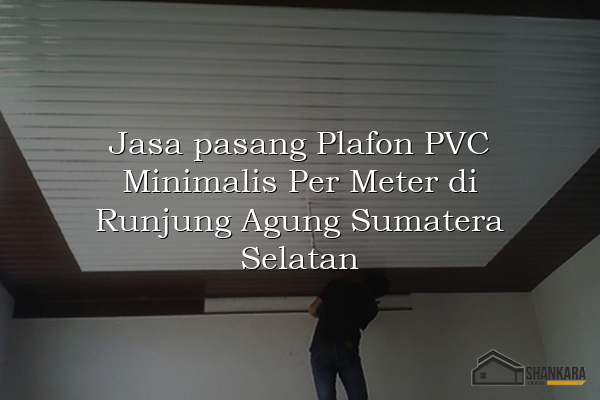 Jasa pasang Plafon PVC
Minimalis Per Meter di
Runjung Agung Sumatera
Selatan
SHANKARA